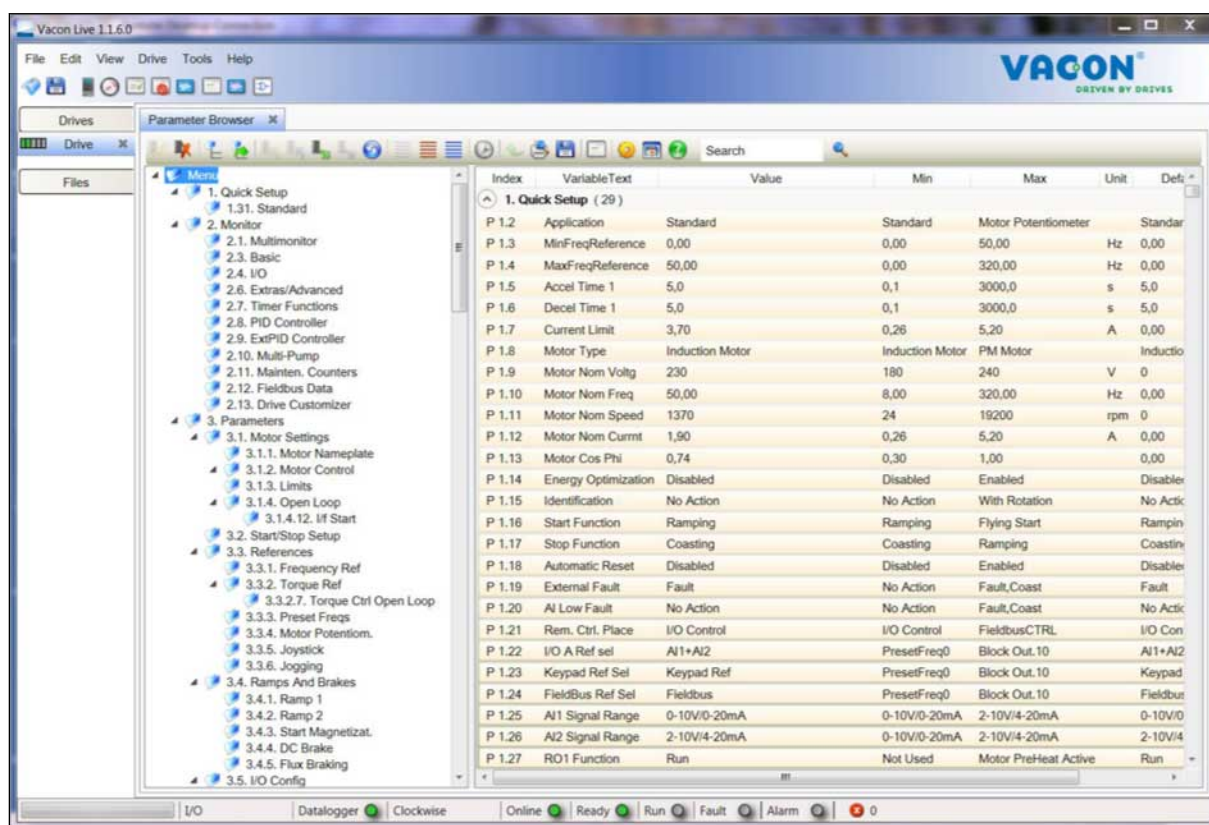 Vacon Live 1.1.6.0
File Edit View Drive Tools Help
VACON®
DRIVEN BY DRIVES
Drives
Drive
Files
Parameter Browser
Search
Menu
1. Quick Setup
1.31. Standard
2. Monitor
2.1. Multimonitor
2.3. Basic
2.4. I/O
2.6. Extras/Advanced
2.7. Timer Functions
2.8. PID Controller
2.9. ExtPID Controller
2.10. Multi-Pump
2.11. Mainten. Counters
2.12. Fieldbus Data
2.13. Drive Customizer
3. Parameters
3.1. Motor Settings
3.1.1. Motor Nameplate
3.1.2. Motor Control
3.1.3. Limits
3.1.4. Open Loop
3.1.4.12. I/f Start
3.2. Start/Stop Setup
3.3. References
3.3.1. Frequency Ref
3.3.2. Torque Ref
3.3.2.7. Torque Ctrl Open Loop
3.3.3. Preset Freqs
3.3.4. Motor Potentiom.
3.3.5. Joystick
3.3.6. Jogging
3.4. Ramps And Brakes
3.4.1. Ramp 1
3.4.2. Ramp 2
3.4.3. Start Magnetizat.
3.4.4. DC Brake
3.4.5. Flux Braking
3.5. I/O Config
Index VariableText Value Min Max Unit Defa
1. Quick Setup (29)
P 1.2 Application Standard Standard Motor Potentiometer Standar
P 1.3 MinFreqReference 0,00 0,00 50,00 Hz 0,00
P 1.4 MaxFreqReference 50,00 0,00 320,00 Hz 0,00
P 1.5 Accel Time 1 5,0 0,1 3000,0 s 5,0
P 1.6 Decel Time 1 5,0 0,1 3000,0 s 5,0
P 1.7 Current Limit 3,70 0,26 5,20 A 0,00
P 1.8 Motor Type Induction Motor Induction Motor PM Motor Inductio
P 1.9 Motor Nom Voltg 230 180 240 V 0
P 1.10 Motor Nom Freq 50,00 8,00 320,00 Hz 0,00
P 1.11 Motor Nom Speed 1370 24 19200 rpm 0
P 1.12 Motor Nom Currnt 1,90 0,26 5,20 A 0,00
P 1.13 Motor Cos Phi 0,74 0,30 1,00 0,00
P 1.14 Energy Optimization Disabled Disabled Enabled Disable
P 1.15 Identification No Action No Action With Rotation No Actio
P 1.16 Start Function Ramping Ramping Flying Start Rampin
P 1.17 Stop Function Coasting Coasting Ramping Coastin
P 1.18 Automatic Reset Disabled Disabled Enabled Disable
P 1.19 External Fault Fault No Action Fault,Coast Fault
P 1.20 AI Low Fault No Action No Action Fault,Coast No Actio
P 1.21 Rem. Ctrl. Place I/O Control I/O Control FieldbusCTRL I/O Con
P 1.22 I/O A Ref sel AI1+AI2 PresetFreq0 Block Out.10 AI1+AI2
P 1.23 Keypad Ref Sel Keypad Ref PresetFreq0 Block Out.10 Keypad
P 1.24 FieldBus Ref Sel Fieldbus PresetFreq0 Block Out.10 Fieldbus
P 1.25 AI1 Signal Range 0-10V/0-20mA 0-10V/0-20mA 2-10V/4-20mA 0-10V/0
P 1.26 AI2 Signal Range 2-10V/4-20mA 0-10V/0-20mA 2-10V/4-20mA 2-10V/4
P 1.27 RO1 Function Run Not Used Motor PreHeat Active Run
I/O Datalogger Clockwise Online Ready Run Fault Alarm 0